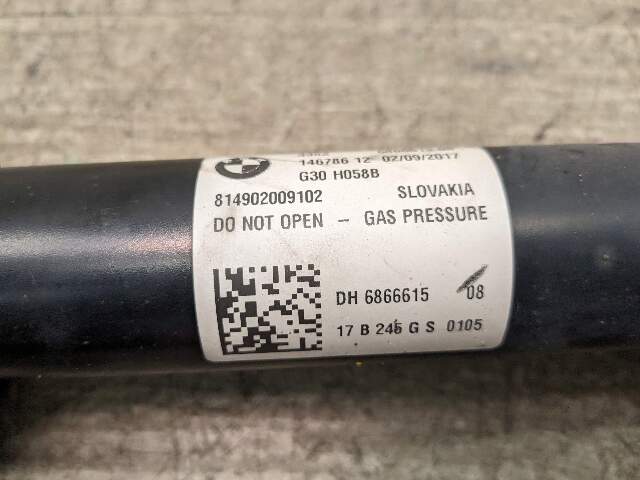 146786 12 02/09/2017
G30 H058B
814902009102 SLOVAKIA
DO NOT OPEN - GAS PRESSURE
DH 6866615 08
17 B 245 G S 0105